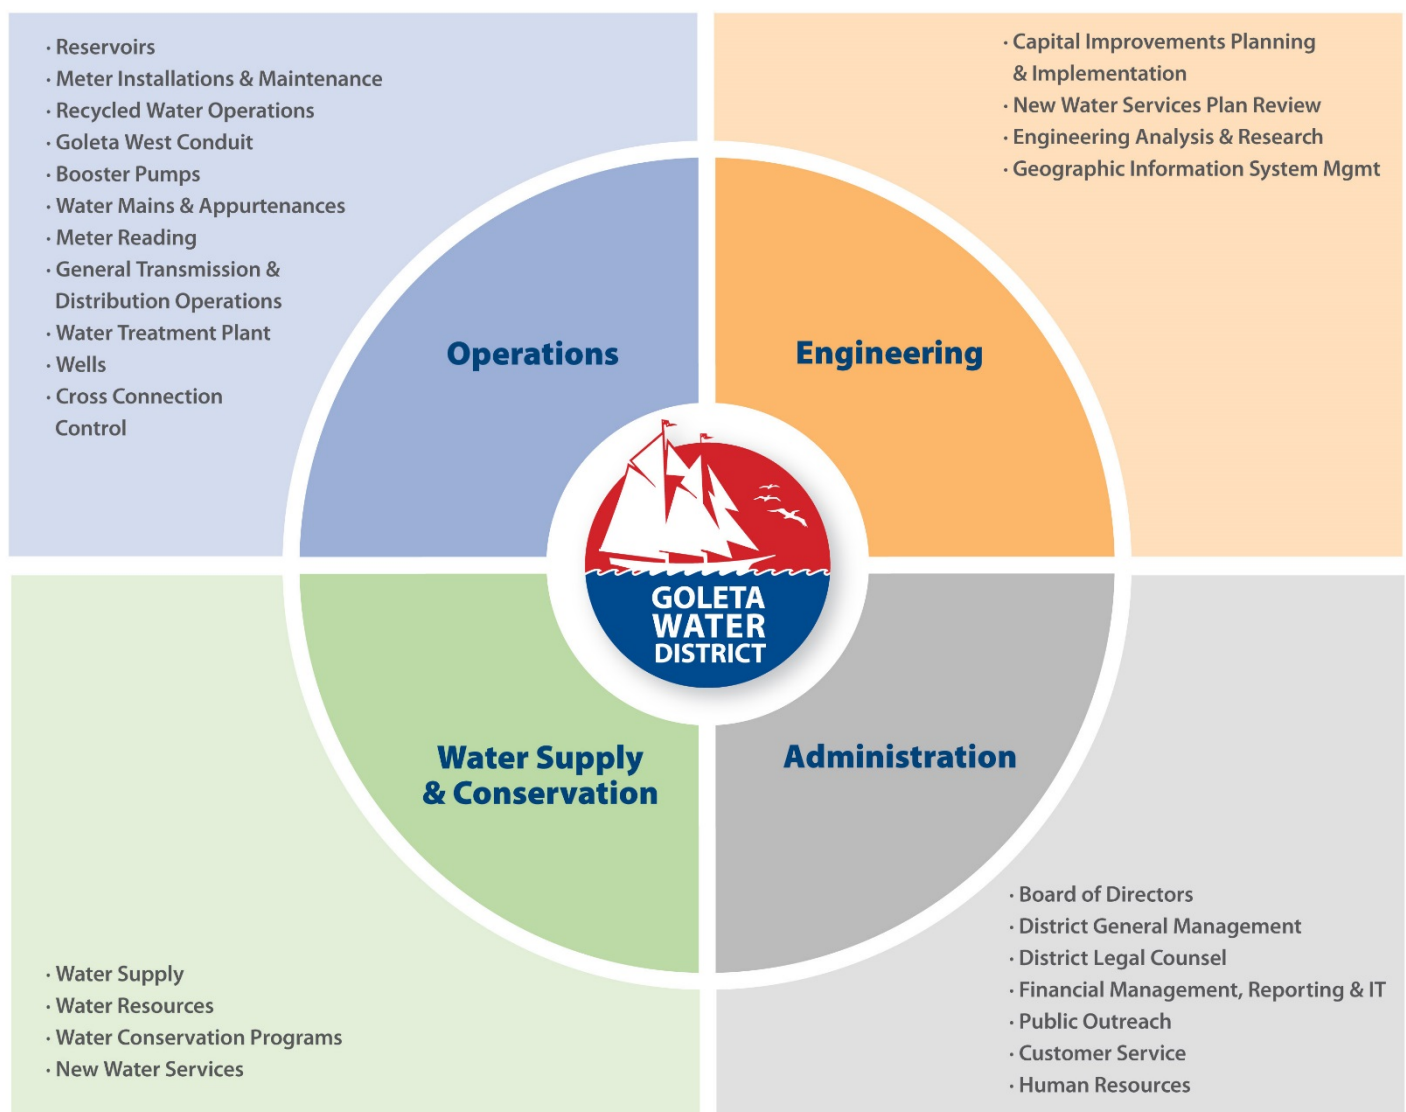 · Reservoirs
· Meter Installations & Maintenance
· Recycled Water Operations
· Goleta West Conduit
· Booster Pumps
· Water Mains & Appurtenances
· Meter Reading
· General Transmission &
Distribution Operations
· Water Treatment Plant
· Wells
· Cross Connection
Control
Operations
· Capital Improvements Planning
& Implementation
· New Water Services Plan Review
· Engineering Analysis & Research
· Geographic Information System Mgmt
Engineering
GOLETA
WATER
DISTRICT
Water Supply
& Conservation
· Water Supply
· Water Resources
· Water Conservation Programs
· New Water Services
Administration
· Board of Directors
· District General Management
· District Legal Counsel
· Financial Management, Reporting & IT
· Public Outreach
· Customer Service
· Human Resources